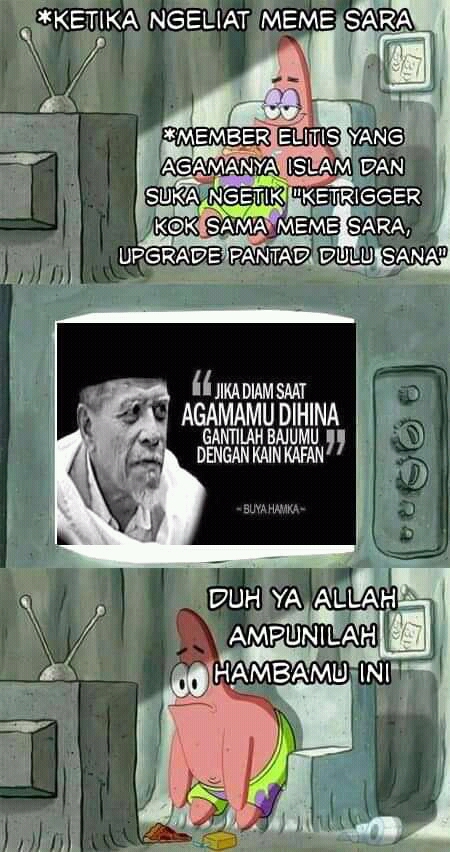 *KETIKA NGELIAT MEME SARA
*MEMBER ELITIS YANG
AGAMANYA ISLAM DAN
SUKA NGETIK "KETRIGGER
KOK SAMA MEME SARA,
UPGRADE PANTAD DULU SANA"
“JIKA DIAM SAAT
AGAMAMU DIHINA
GANTILAH BAJUMU
DENGAN KAIN KAFAN”
~BUYA HAMKA~
DUH YA ALLAH
AMPUNILAH
HAMBAMU INI